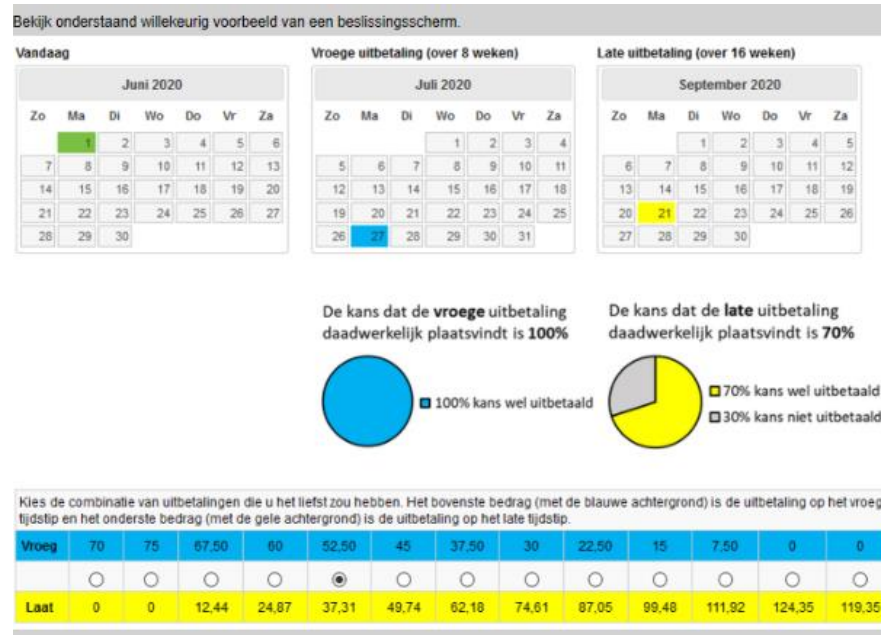 Bekijk onderstaand willekeurig voorbeeld van een beslissingsscherm.
Vandaag
Vroege uitbetaling (over 8 weken)
Late uitbetaling (over 16 weken)
Juni 2020
Juli 2020
September 2020
Zo Ma Di Wo Do Vr Za
Zo Ma Di Wo Do Vr Za
Zo Ma Di Wo Do Vr Za
1 2 3 4 5 6
1 2 3 4
1 2 3 4 5
7 8 9 10 11 12 13
5 6 7 8 9 10 11
6 7 8 9 10 11 12
14 15 16 17 18 19 20
12 13 14 15 16 17 18
13 14 15 16 17 18 19
21 22 23 24 25 26 27
19 20 21 22 23 24 25
20 21 22 23 24 25 26
28 29 30
26 27 28 29 30 31
27 28 29 30
De kans dat de vroege uitbetaling
daadwerkelijk plaatsvindt is 100%
100% kans wel uitbetaald
De kans dat de late uitbetaling
daadwerkelijk plaatsvindt is 70%
70% kans wel uitbetaald
30% kans niet uitbetaald
Kies de combinatie van uitbetalingen die u het liefst zou hebben. Het bovenste bedrag (met de blauwe achtergrond) is de uitbetaling op het vroeg
tijdstip en het onderste bedrag (met de gele achtergrond) is de uitbetaling op het late tijdstip.
Vroeg 70 75 67,50 60 52,50 45 37,50 30 22,50 15 7,50 0 0
Laat 0 0 12,44 24,87 37,31 49,74 62,18 74,61 87,05 99,48 111,92 124,35 119,35